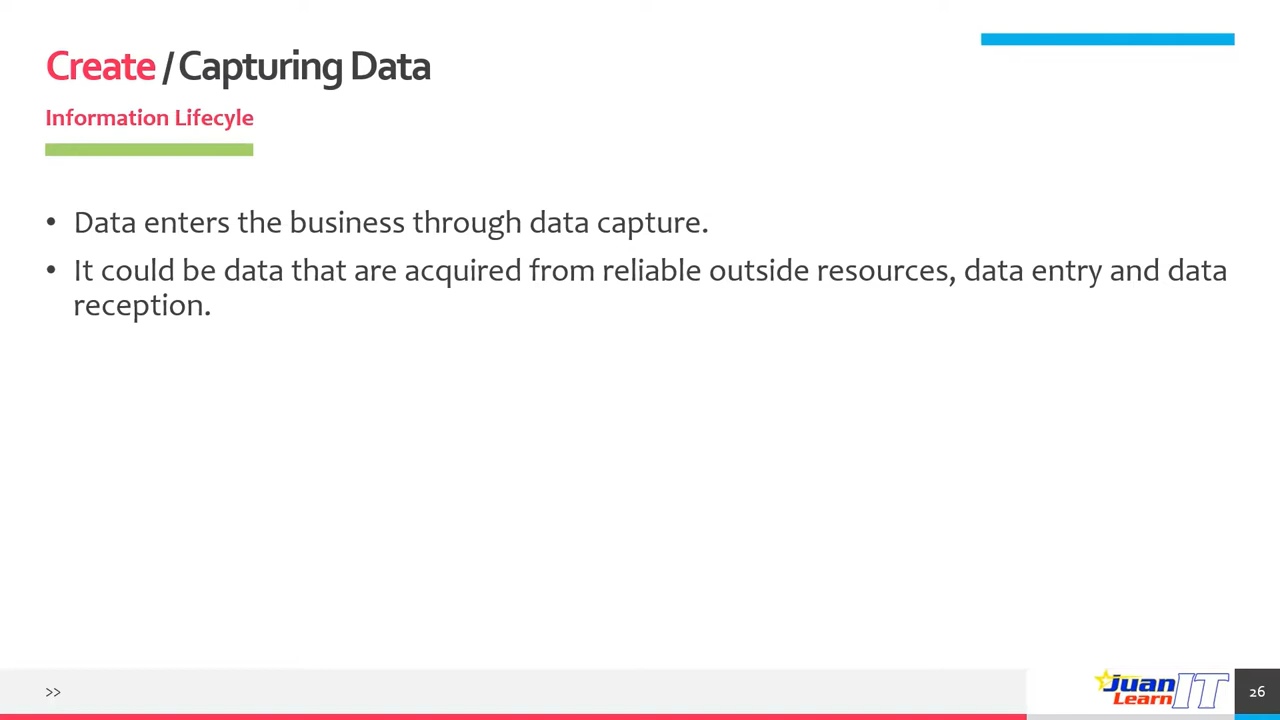 Create / Capturing Data
Information Lifecyle
• Data enters the business through data capture.
• It could be data that are acquired from reliable outside resources, data entry and data
reception.
>>
Juan
Learn IT
26